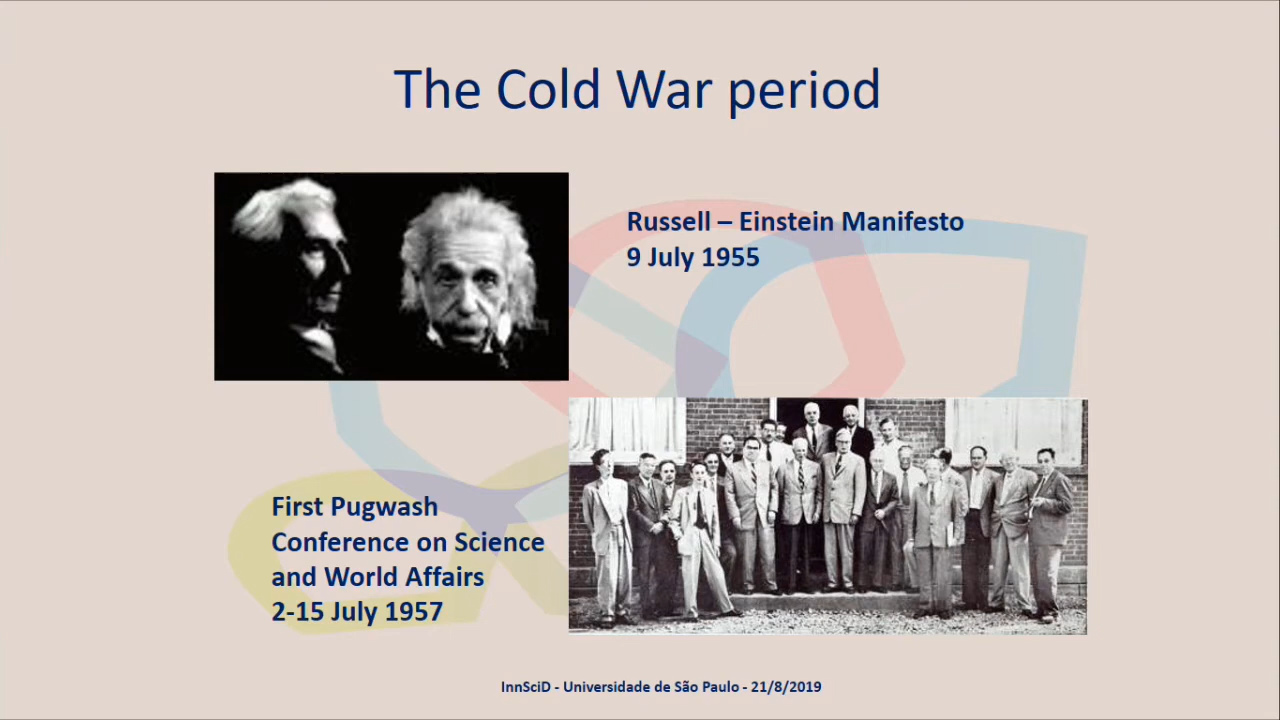 The Cold War period
Russell – Einstein Manifesto
9 July 1955
First Pugwash
Conference on Science
and World Affairs
2-15 July 1957
InnSciD - Universidade de São Paulo - 21/8/2019